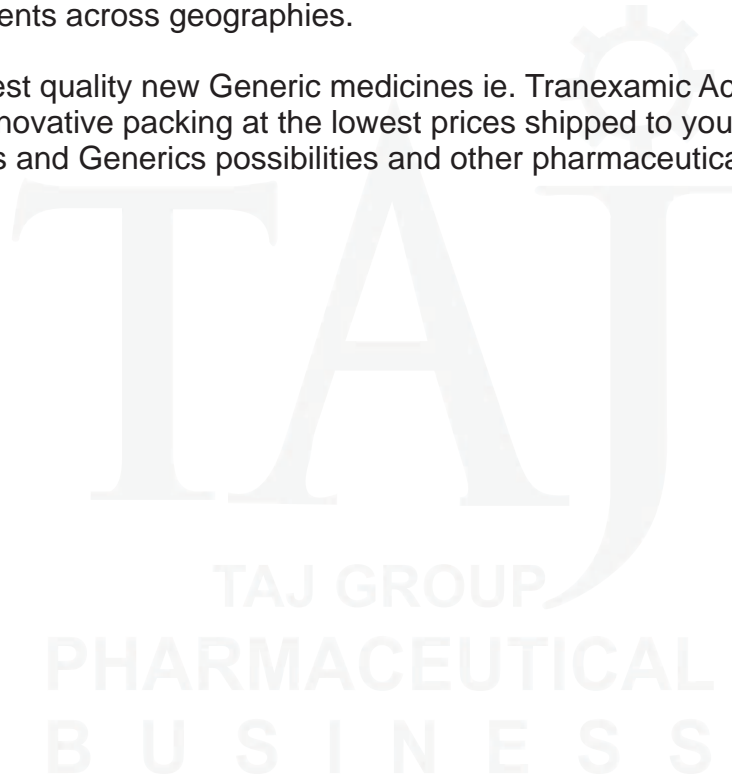 ents across geographies.
est quality new Generic medicines ie. Tranexamic Ac
novative packing at the lowest prices shipped to you
s and Generics possibilities and other pharmaceutica
TAJ
TAJ GROUP
PHARMACEUTICAL
BUSINESS